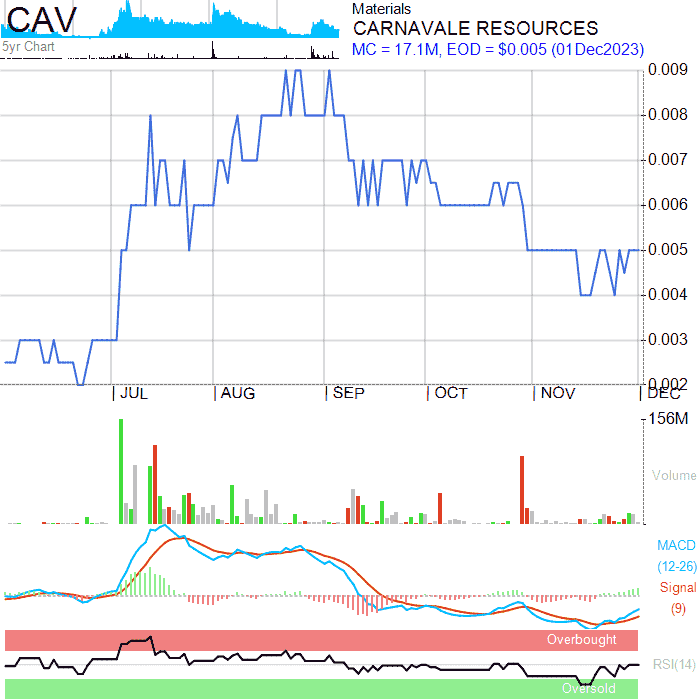 CAV
5yr Chart
Materials
CARNAVALE RESOURCES
MC = 17.1M, EOD = $0.005 (01Dec2023)
0.009
0.008
0.007
0.006
0.005
0.004
0.003
0.002
JUL AUG SEP OCT NOV DEC
156M
Volume
MACD
(12-26)
Signal
(9)
Overbought
RSI(14)
Oversold